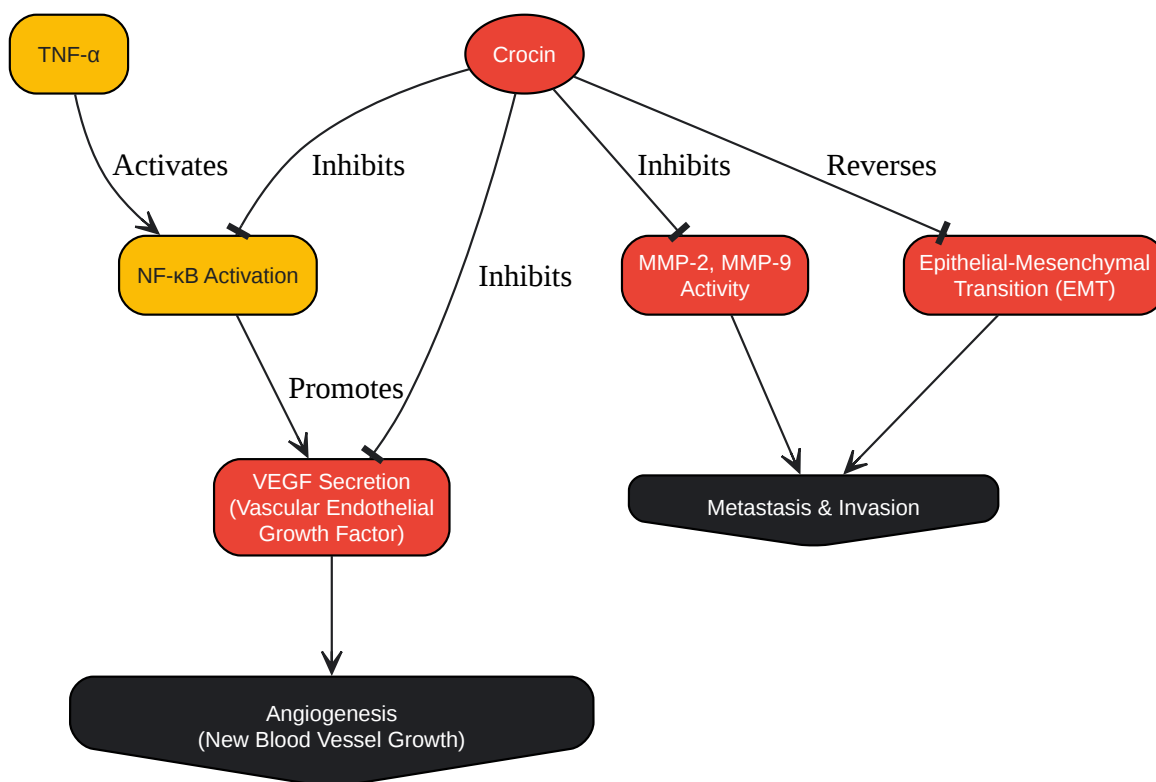 TNF-α
Crocin
Activates
Inhibits
Inhibits
Reverses
NF-κB Activation
Inhibits
MMP-2, MMP-9
Activity
Epithelial-Mesenchymal
Transition (EMT)
Promotes
VEGF Secretion
(Vascular Endothelial
Growth Factor)
Metastasis & Invasion
Angiogenesis
(New Blood Vessel Growth)